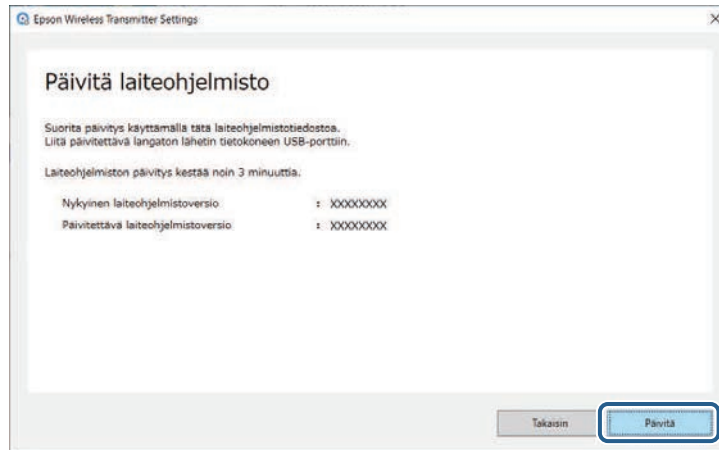 Epson Wireless Transmitter Settings
Päivitä laiteohjelmisto
Suorita päivitys käyttämällä tätä laiteohjelmistotiedostoa.
Liitä päivitettävä langaton lähetin tietokoneen USB-porttiin.
Laiteohjelmiston päivitys kestää noin 3 minuuttia.
Nykyinen laiteohjelmistoversio : XXXXXXXX
Päivitettävä laiteohjelmistoversio : XXXXXXXX
Takaisin Päivitä